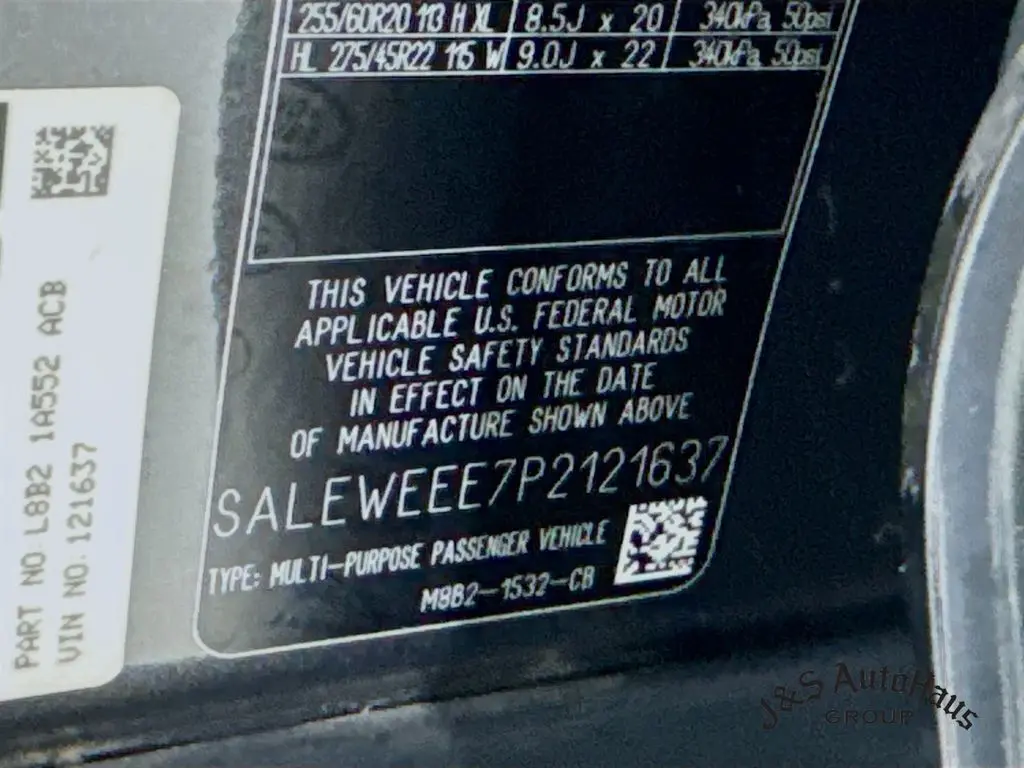 255/60R20 113 H XL 8.5J x 20 340kPa, 50psi
HL 275/45R22 115 W 9.0J x 22 340kPa, 50psi
THIS VEHICLE CONFORMS TO ALL
APPLICABLE U.S. FEDERAL MOTOR
VEHICLE SAFETY STANDARDS
IN EFFECT ON THE DATE
OF MANUFACTURE SHOWN ABOVE
SALEWEEE7P2121637
TYPE: MULTI-PURPOSE PASSENGER VEHICLE
M8B2-1532-CB
PART NO L8B2 1A552 ACB
VIN NO. 121637
J&S AutoHaus
GROUP